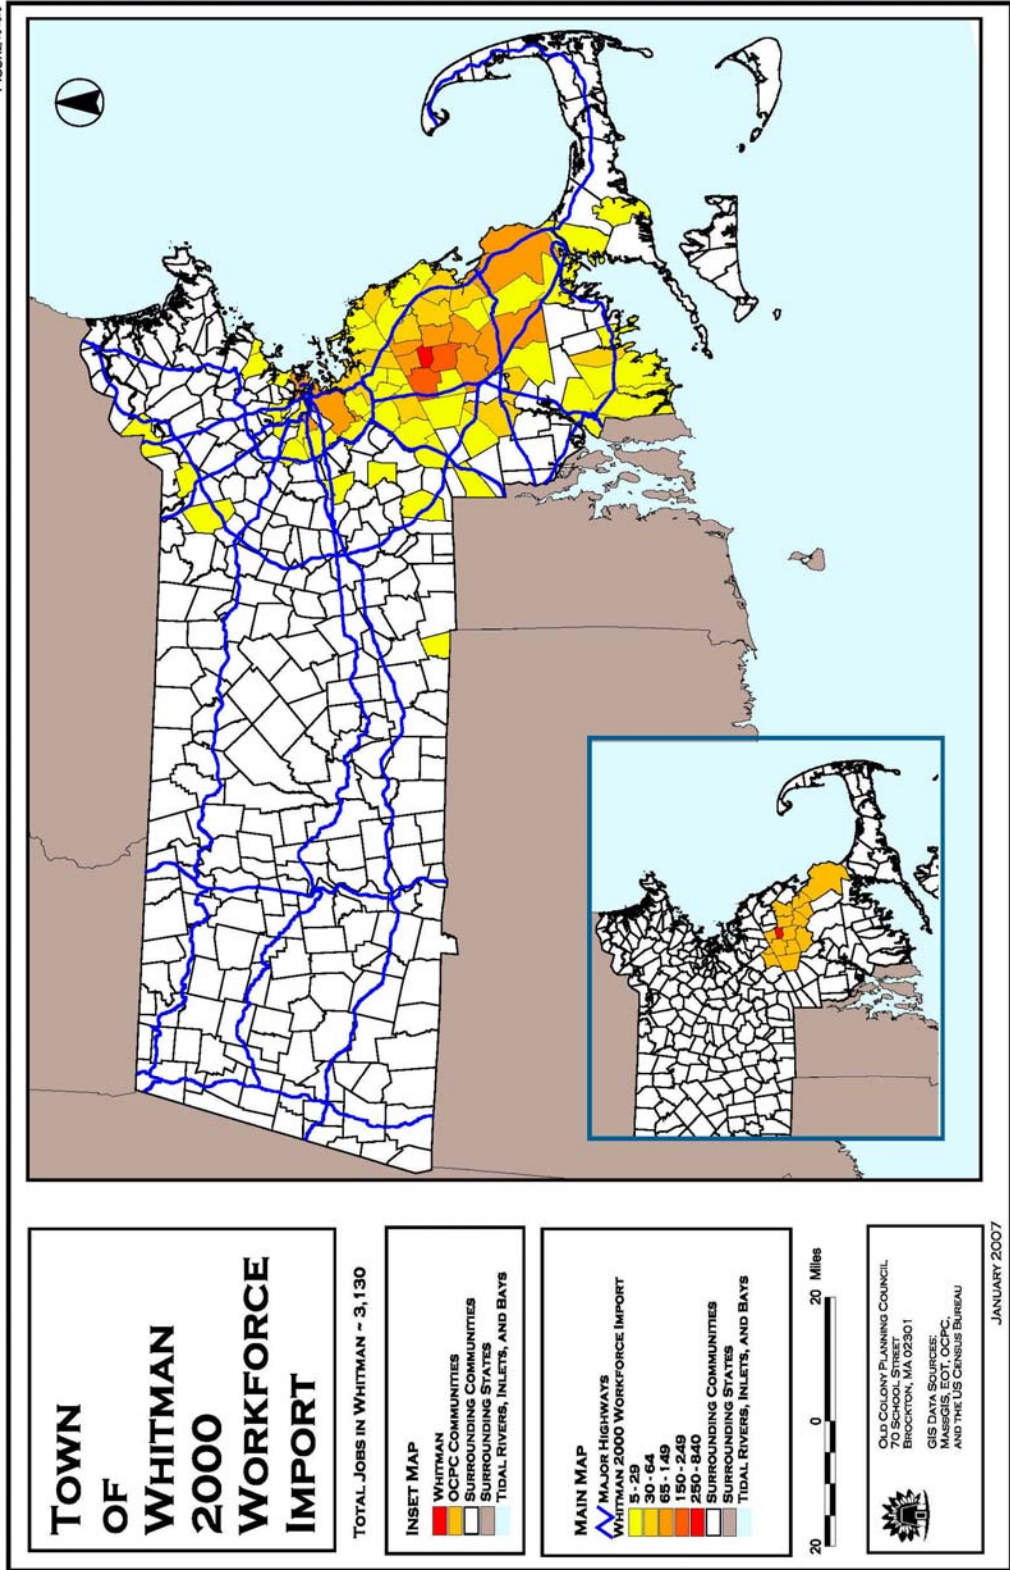 TOWN
OF
WHITMAN
2000
WORKFORCE
IMPORT
TOTAL JOBS IN WHITMAN ~ 3,130
INSET MAP
WHITMAN
OCPC COMMUNITIES
SURROUNDING COMMUNITIES
SURROUNDING STATES
TIDAL RIVERS, INLETS, AND BAYS
MAIN MAP
MAJOR HIGHWAYS
WHITMAN 2000 WORKFORCE IMPORT
5 - 29
30 - 64
65 - 149
150 - 249
250 - 840
SURROUNDING COMMUNITIES
SURROUNDING STATES
TIDAL RIVERS, INLETS, AND BAYS
20 0 20 Miles
OLD COLONY PLANNING COUNCIL
70 SCHOOL STREET
BROCKTON, MA 02301
GIS DATA SOURCES:
MASSGIS, EOT, OCPC,
AND THE US CENSUS BUREAU
JANUARY 2007